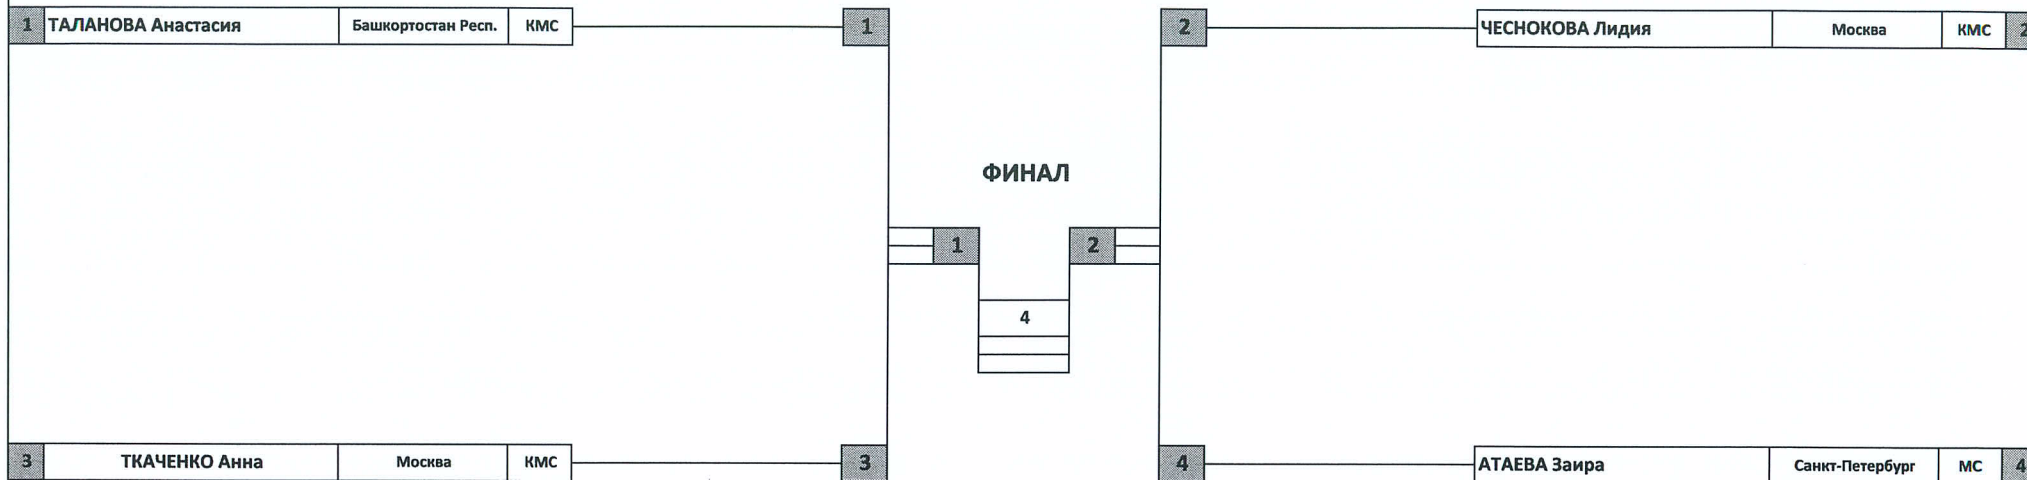 1 ТАЛАНОВА Анастасия Башкортостан Респ. КМС 1
2 ЧЕСНОКОВА Лидия Москва КМС 2
ФИНАЛ
1 2
4
3 ТКАЧЕНКО Анна Москва КМС 3
4 АТАЕВА Заира Санкт-Петербург МС 4